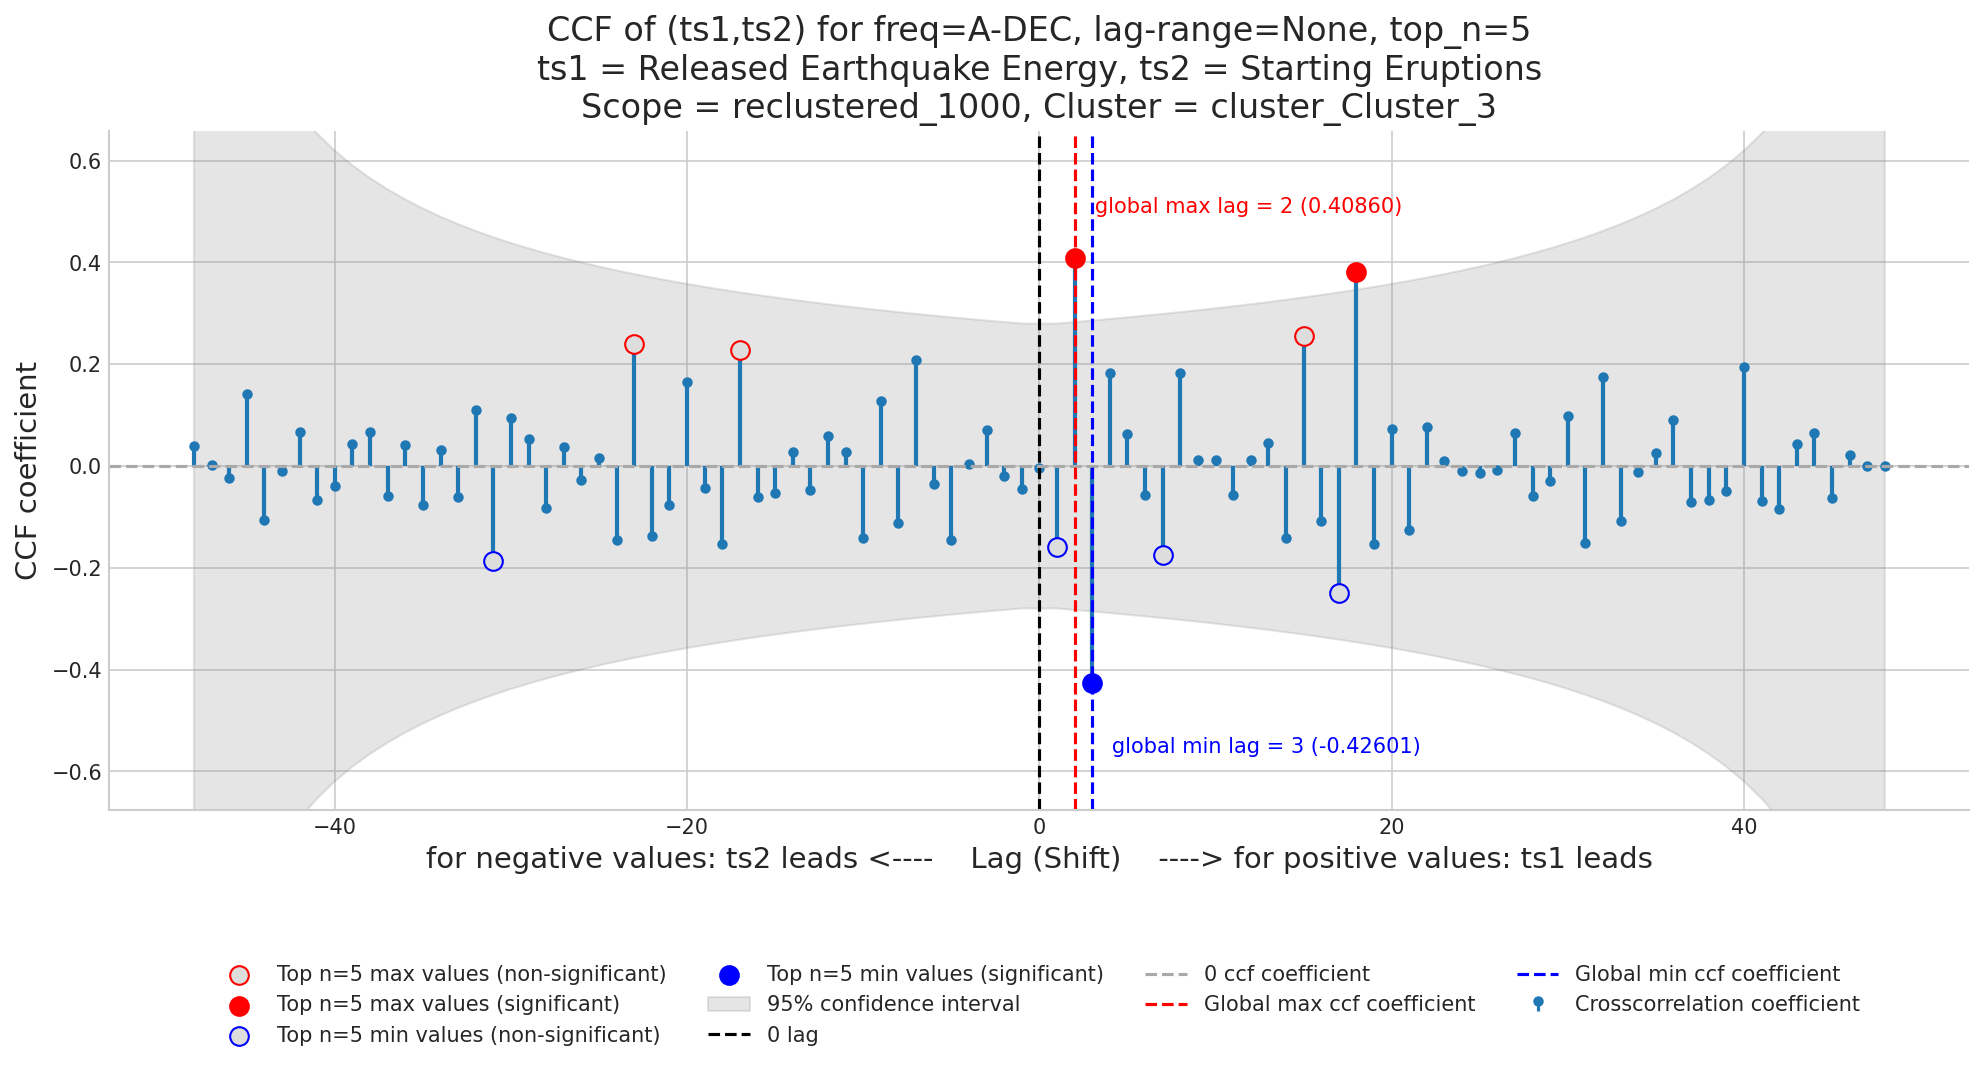 CCF of (ts1,ts2) for freq=A-DEC, lag-range=None, top_n=5
ts1 = Released Earthquake Energy, ts2 = Starting Eruptions
Scope = reclustered_1000, Cluster = cluster_Cluster_3
CCF coefficient
0.6
0.4
0.2
0.0
−0.2
−0.4
−0.6
global max lag = 2 (0.40860)
global min lag = 3 (-0.42601)
−40
−20
0
20
40
for negative values: ts2 leads <---- Lag (Shift) ----> for positive values: ts1 leads
Top n=5 max values (non-significant)
Top n=5 max values (significant)
Top n=5 min values (non-significant)
Top n=5 min values (significant)
95% confidence interval
0 lag
0 ccf coefficient
Global max ccf coefficient
Global min ccf coefficient
Crosscorrelation coefficient